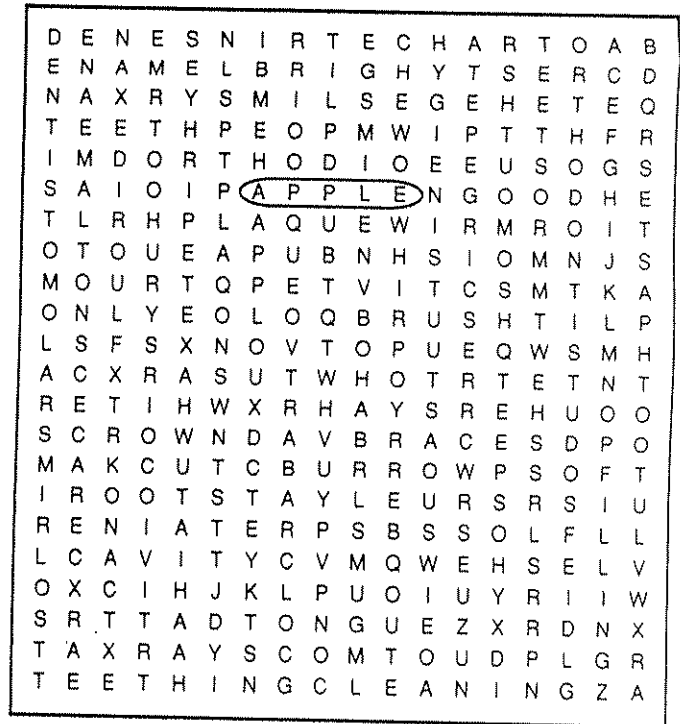 D E N E S N I R T E C H A R T O A B
E N A M E L B R I G H Y T S E R C D
N A X R Y S M I L S E G E H E T E Q
T E E T H P E O P M W I P T T H F R
I M D O R T H O D I O E E U S O G S
S A I O I P A P P L E N G O O D H E
T L R H P L A Q U E W I R M R O I T
O T O U E A P U B N H S I O M N J S
M O U R T Q P E T V I T C S M T K A
O N L Y E O L O Q B R U S H T I L P
L S F S X N O V T O P U E Q W S M H
A C X R A S U T W H O T R T E T N T
R E T I H W X R H A Y S R E H U O O
S C R O W N D A V B R A C E S D P O
M A K C U T C B U R R O W P S O F T
I R O O T S T A Y L E U R S R S I U
R E N I A T E R P S B S S O L F L L
L C A V I T Y C V M Q W E H S E L V
O X C I H J K L P U O I U Y R I I W
S R T T A D T O N G U E Z X R D N X
T A X R A Y S C O M T O U D P L G R
T E E T H I N G C L E A N I N G Z A